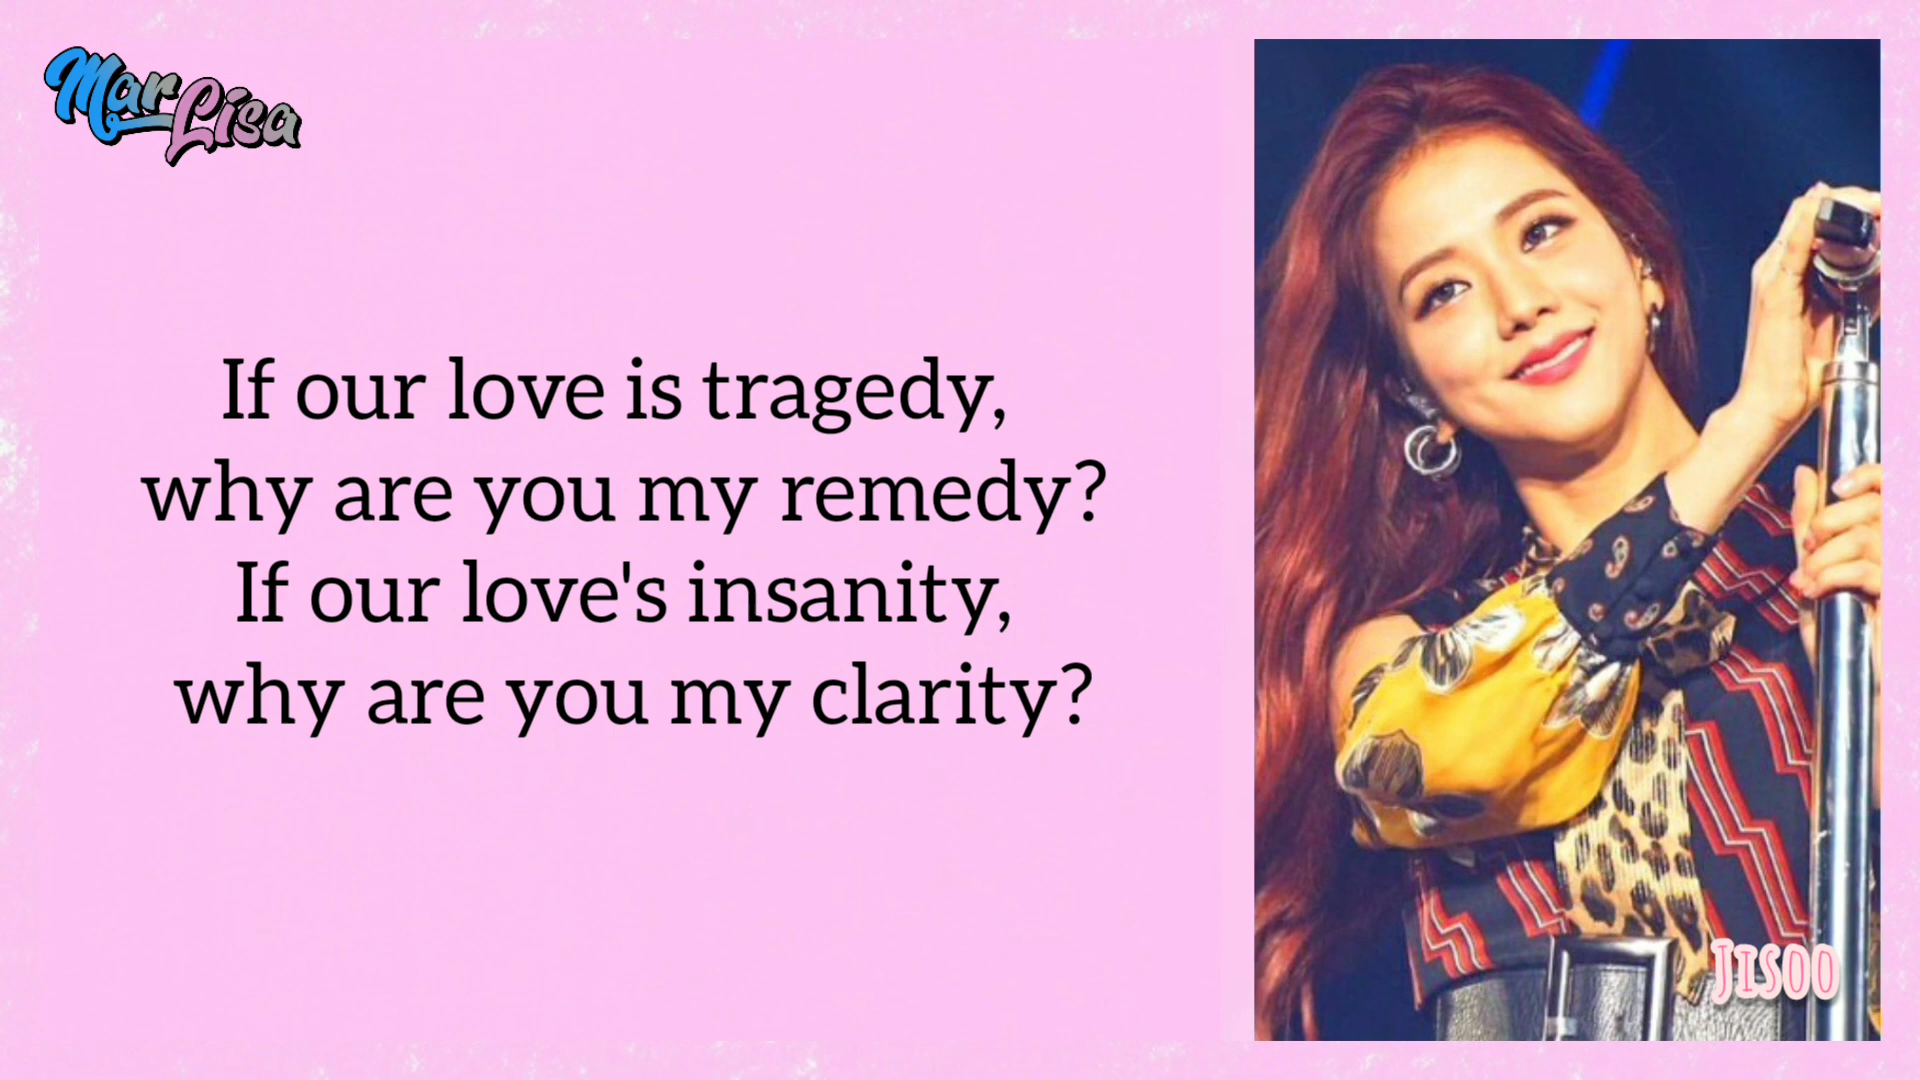 MarLisa
If our love is tragedy,
why are you my remedy?
If our love's insanity,
why are you my clarity?
Jisoo